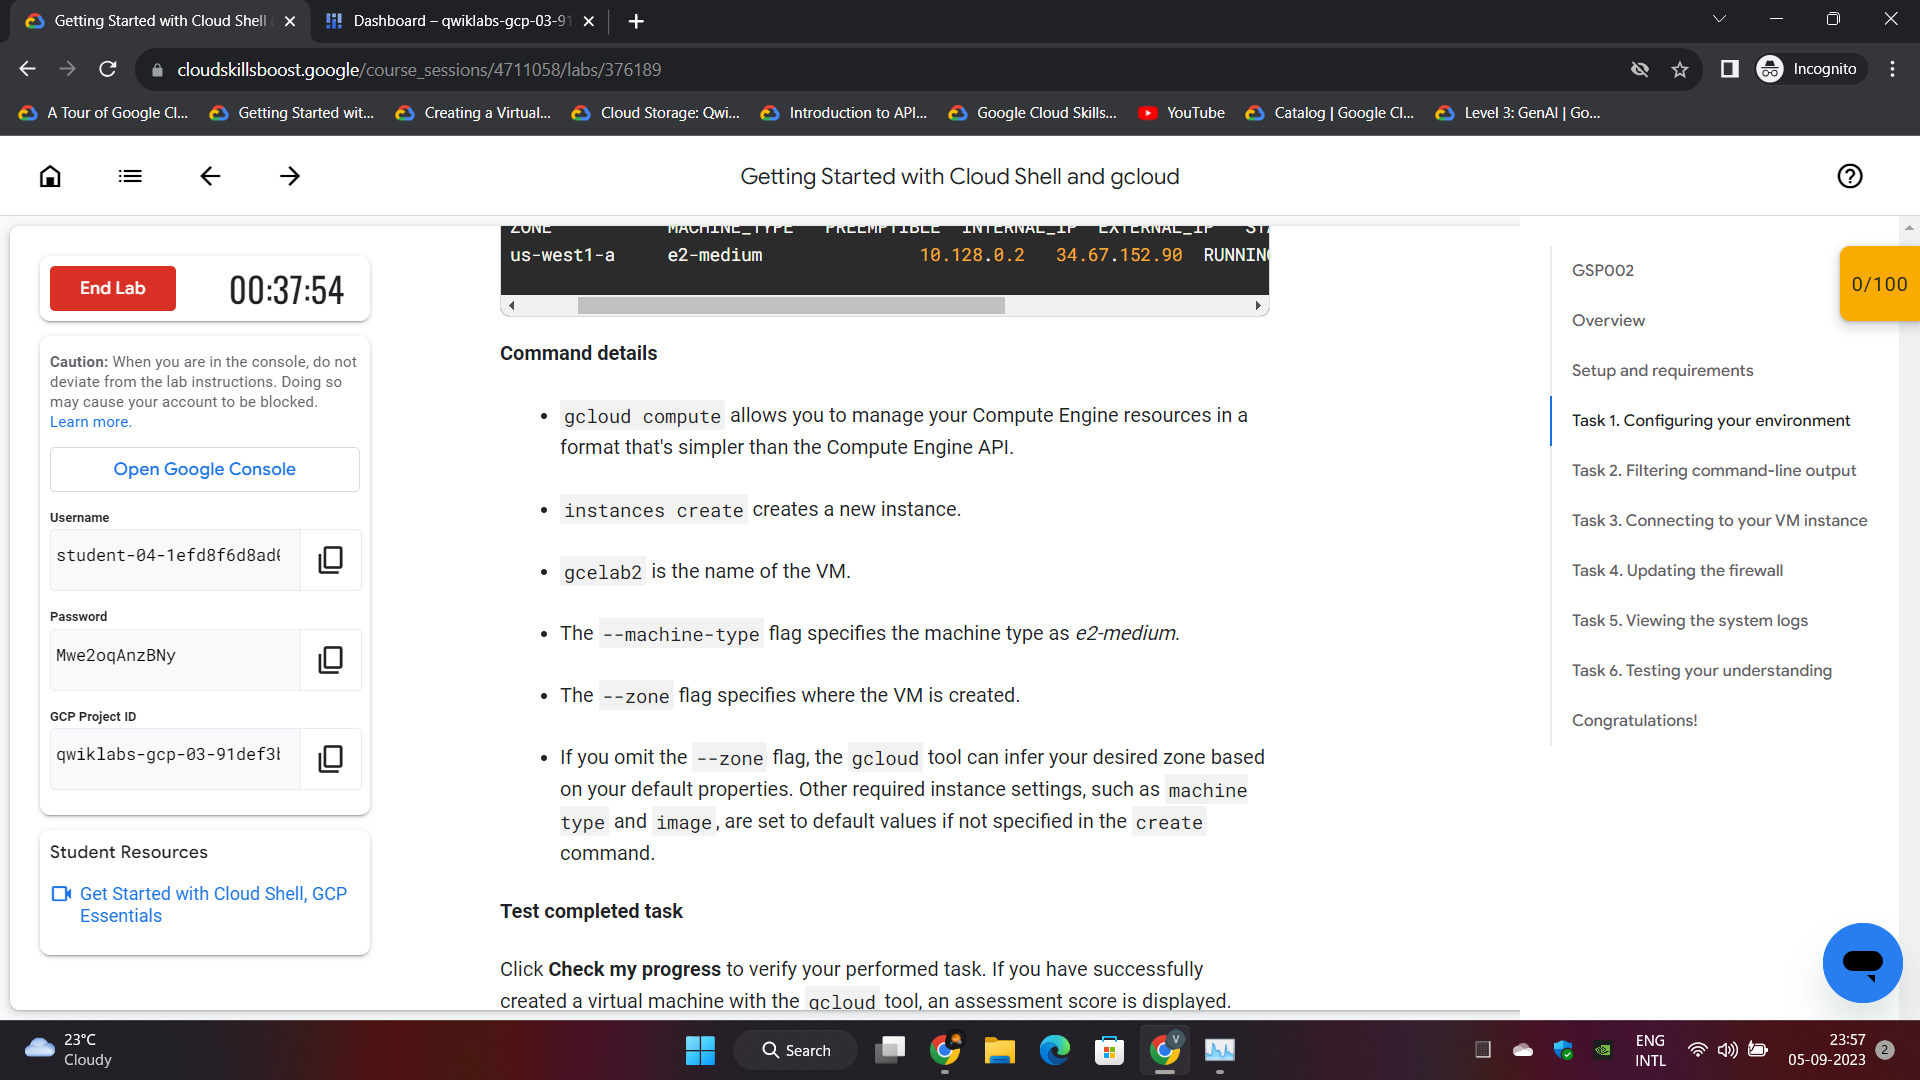 Getting Started with Cloud Shell
Dashboard – qwiklabs-gcp-03-91
cloudskillsboost.google/course_sessions/4711058/labs/376189
Incognito
A Tour of Google Cl...
Getting Started wit...
Creating a Virtual...
Cloud Storage: Qwi...
Introduction to API...
Google Cloud Skills...
YouTube
Catalog | Google Cl...
Level 3: GenAI | Go...
Getting Started with Cloud Shell and gcloud
End Lab
00:37:54
Caution: When you are in the console, do not
deviate from the lab instructions. Doing so
may cause your account to be blocked.
Learn more.
Open Google Console
Username
student-04-1efd8f6d8ad
Password
Mwe2oqAnzBNy
GCP Project ID
qwiklabs-gcp-03-91def3
Student Resources
Get Started with Cloud Shell, GCP
Essentials
ZONE MACHINE_TYPE PREEMPTIBLE INTERNAL_IP EXTERNAL_IP STA
us-west1-a e2-medium 10.128.0.2 34.67.152.90 RUNNING
Command details
• gcloud compute allows you to manage your Compute Engine resources in a
format that's simpler than the Compute Engine API.
• instances create creates a new instance.
• gcelab2 is the name of the VM.
• The --machine-type flag specifies the machine type as e2-medium.
• The --zone flag specifies where the VM is created.
• If you omit the --zone flag, the gcloud tool can infer your desired zone based
on your default properties. Other required instance settings, such as machine
type and image, are set to default values if not specified in the create
command.
Test completed task
Click Check my progress to verify your performed task. If you have successfully
created a virtual machine with the gcloud tool, an assessment score is displayed.
GSP002
Overview
Setup and requirements
Task 1. Configuring your environment
Task 2. Filtering command-line output
Task 3. Connecting to your VM instance
Task 4. Updating the firewall
Task 5. Viewing the system logs
Task 6. Testing your understanding
Congratulations!
0/100
23°C
Cloudy
Search
V
ENG
INTL
23:57
05-09-2023
2